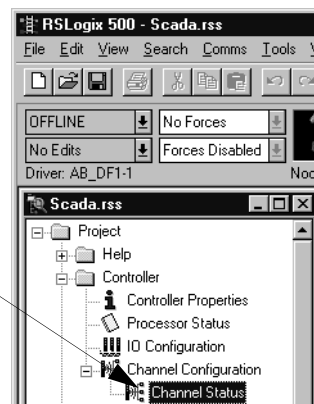 RSLogix 500 - Scada.rss
File Edit View Search Comms Tools
OFFLINE No Forces
No Edits Forces Disabled
Driver: AB_DF1-1
Scada.rss
Project
Help
Controller
Controller Properties
Processor Status
IO Configuration
Channel Configuration
Channel Status